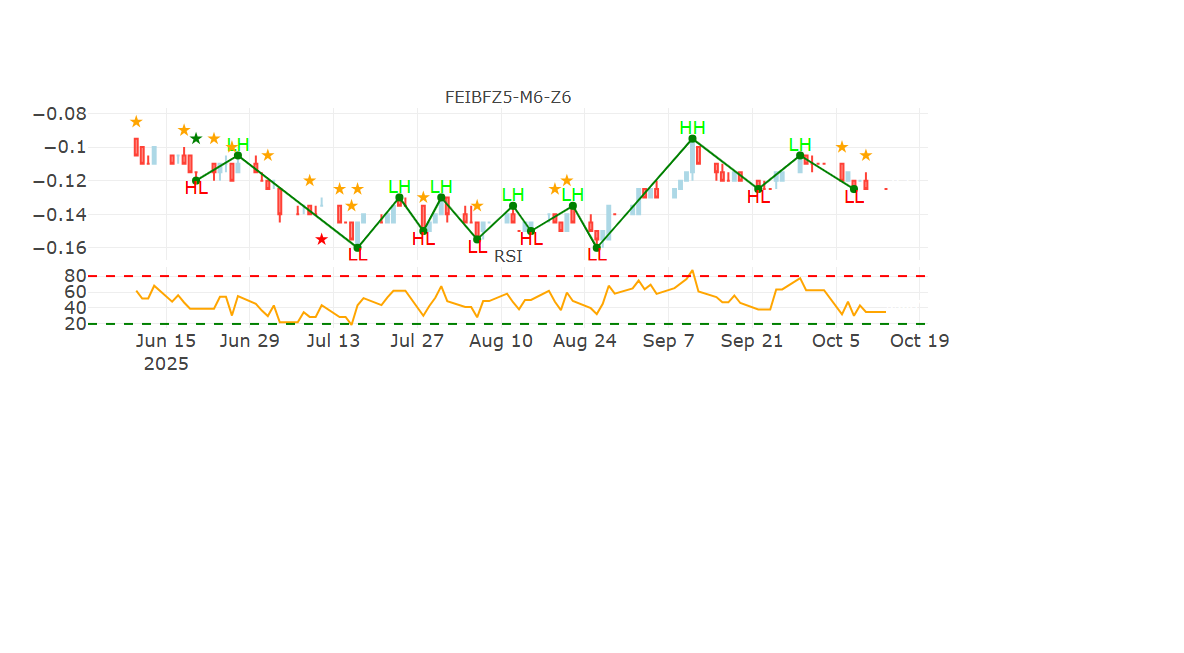 FEIBFZ5-M6-Z6
−0.08
HH
−0.1
LH
LH
−0.12
HL
LH
LH
LH
LH
HL
LL
−0.14
HL
HL
−0.16
LL
LL
LL
RSI
80
60
40
20
Jun 15 Jun 29 Jul 13 Jul 27 Aug 10 Aug 24 Sep 7 Sep 21 Oct 5 Oct 19
2025